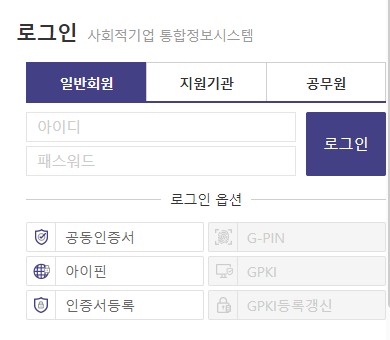 로그인 사회적기업 통합정보시스템
일반회원 지원기관 공무원
아이디
패스워드
로그인
로그인 옵션
공동인증서 G-PIN
아이핀 GPKI
인증서등록 GPKI등록갱신